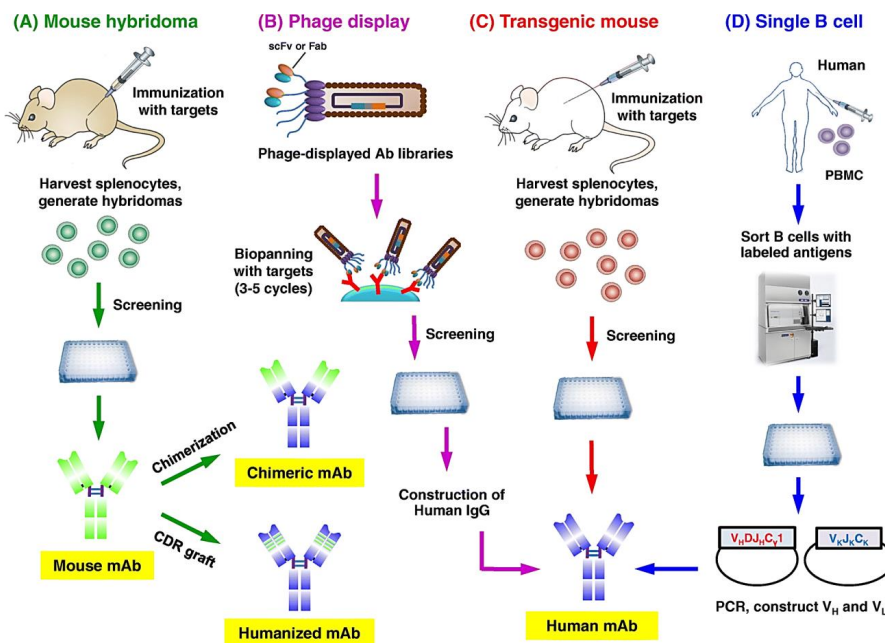 (A) Mouse hybridoma
Immunization
with targets
Harvest splenocytes,
generate hybridomas
Screening
Mouse mAb
Chimerization
Chimeric mAb
CDR graft
Humanized mAb
(B) Phage display
scFv or Fab
Phage-displayed Ab libraries
Biopanning
with targets
(3-5 cycles)
Screening
Construction of
Human IgG
(C) Transgenic mouse
Immunization
with targets
Harvest splenocytes,
generate hybridomas
Screening
Human mAb
(D) Single B cell
Human
PBMC
Sort B cells with
labeled antigens
VHDJHCγ1
VKJKCK
PCR, construct VH and VL